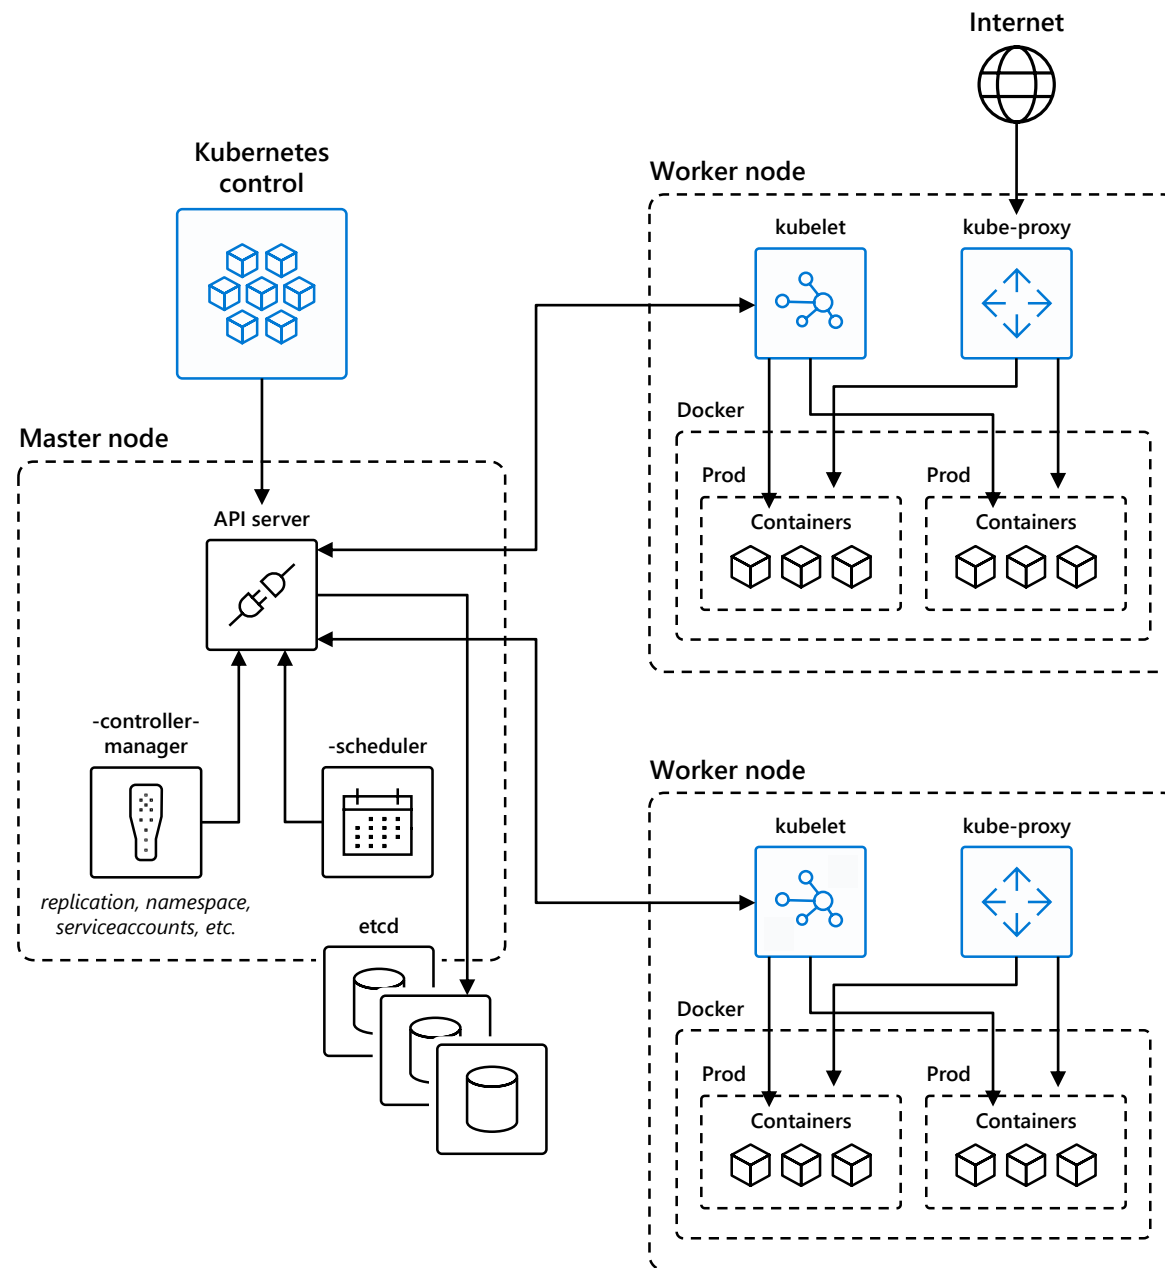 Internet
Kubernetes
control
Worker node
kubelet
kube-proxy
Docker
Prod
Prod
Containers
Containers
Master node
API server
-controller-
manager
-scheduler
replication, namespace,
serviceaccounts, etc.
etcd
Worker node
kubelet
kube-proxy
Docker
Prod
Prod
Containers
Containers